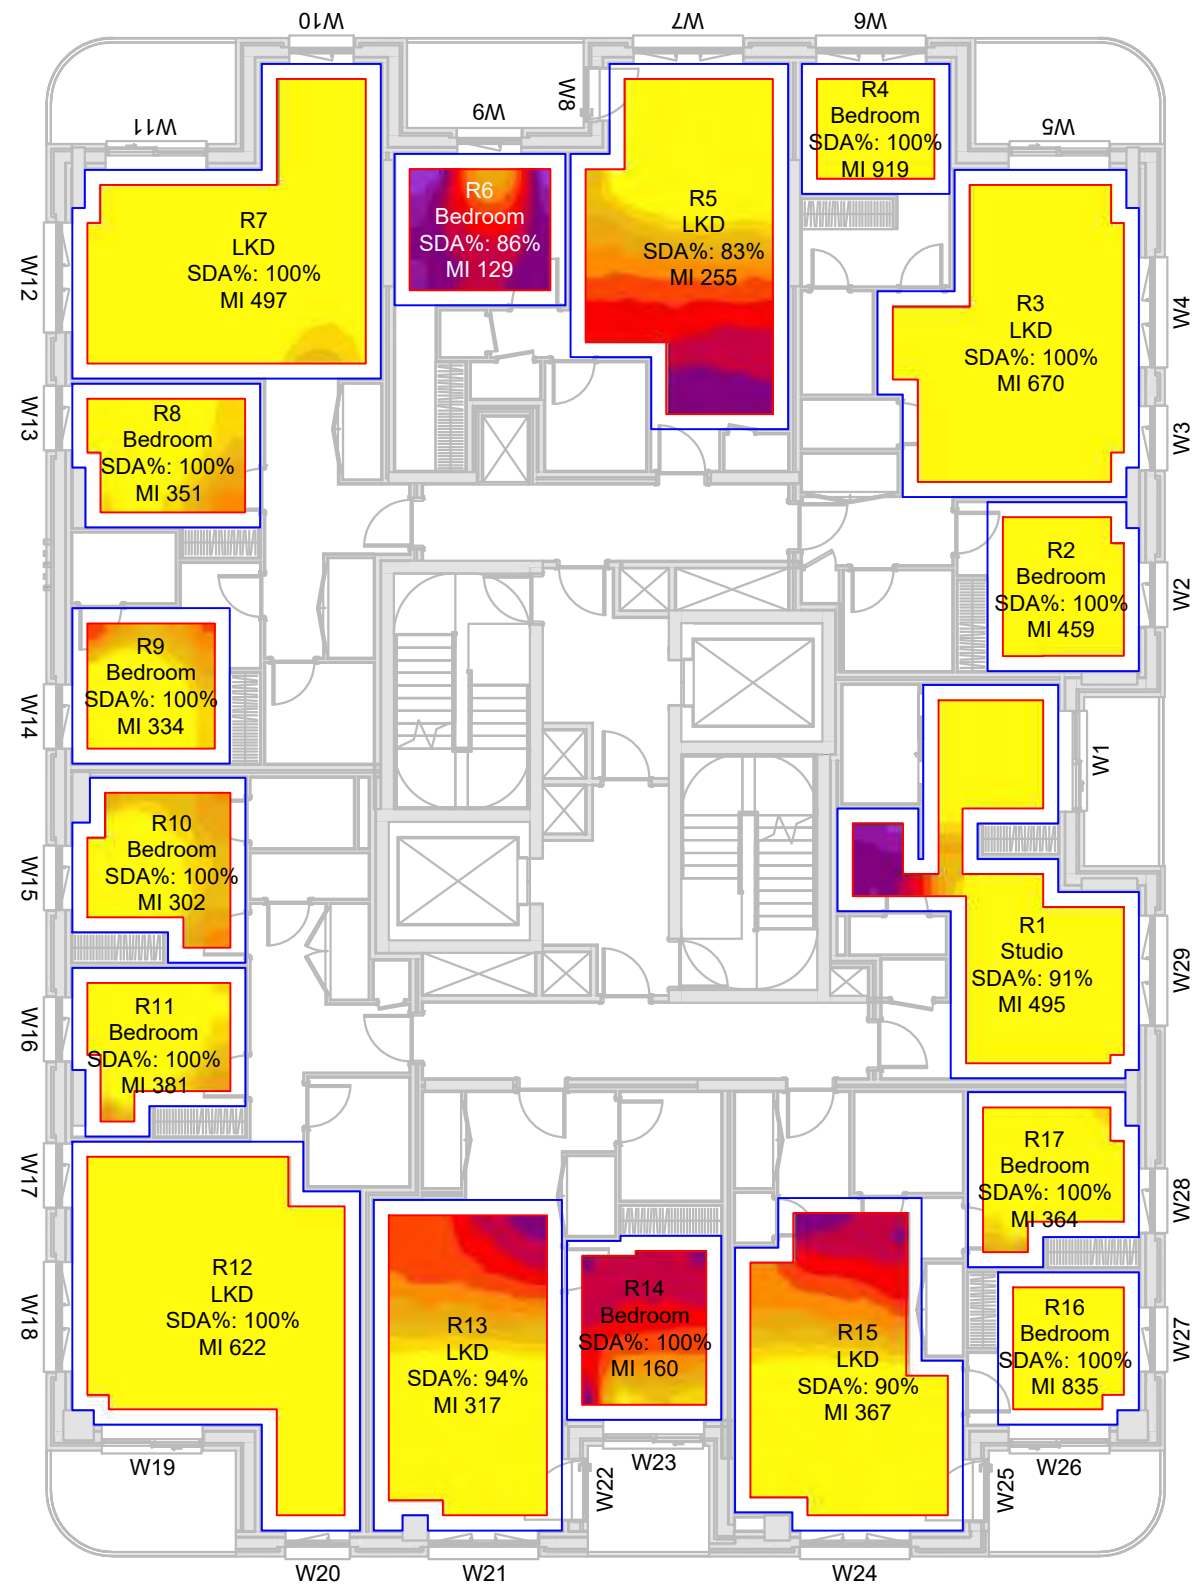 W10
W7
W6
W8
W9
W11
W5
R4
Bedroom
SDA%: 100%
MI 919
R6
Bedroom
SDA%: 86%
MI 129
R5
LKD
SDA%: 83%
MI 255
R7
LKD
SDA%: 100%
MI 497
W12
R3
LKD
SDA%: 100%
MI 670
W4
W13
R8
Bedroom
SDA%: 100%
MI 351
W3
R2
Bedroom
SDA%: 100%
MI 459
W2
R9
Bedroom
SDA%: 100%
MI 334
W14
W1
R10
Bedroom
SDA%: 100%
MI 302
W15
R1
Studio
SDA%: 91%
MI 495
W29
R11
Bedroom
SDA%: 100%
MI 381
W16
R17
Bedroom
SDA%: 100%
MI 364
W28
W17
R12
LKD
SDA%: 100%
MI 622
W18
R13
LKD
SDA%: 94%
MI 317
R14
Bedroom
SDA%: 100%
MI 160
R15
LKD
SDA%: 90%
MI 367
R16
Bedroom
SDA%: 100%
MI 835
W27
W19
W22
W23
W25
W26
W20
W21
W24